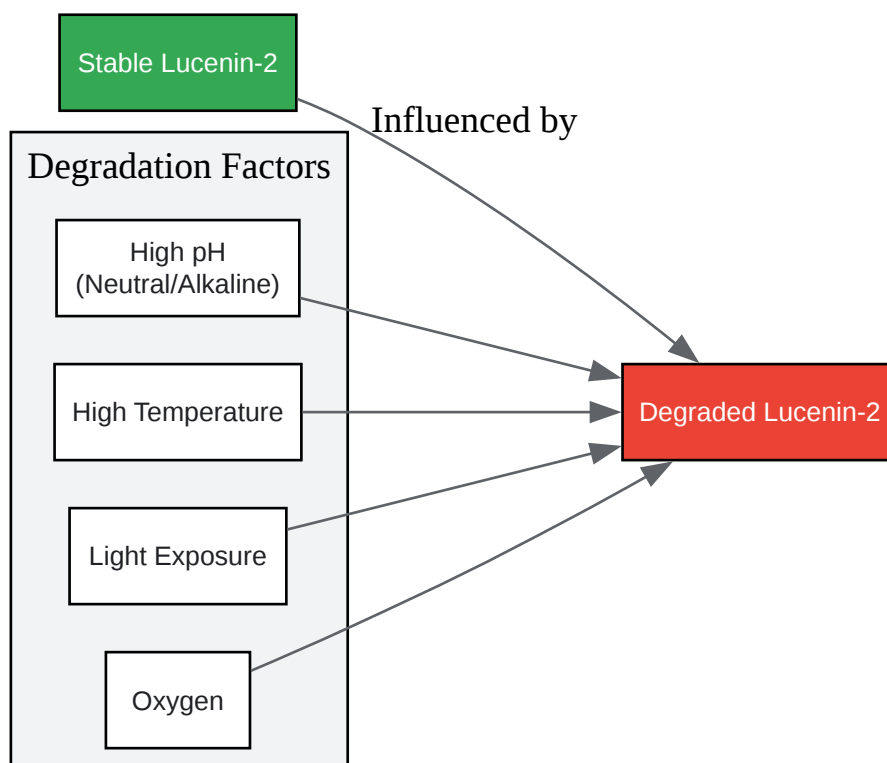 Stable Lucenin-2
Influenced by
Degradation Factors
High pH
(Neutral/Alkaline)
High Temperature
Degraded Lucenin-2
Light Exposure
Oxygen